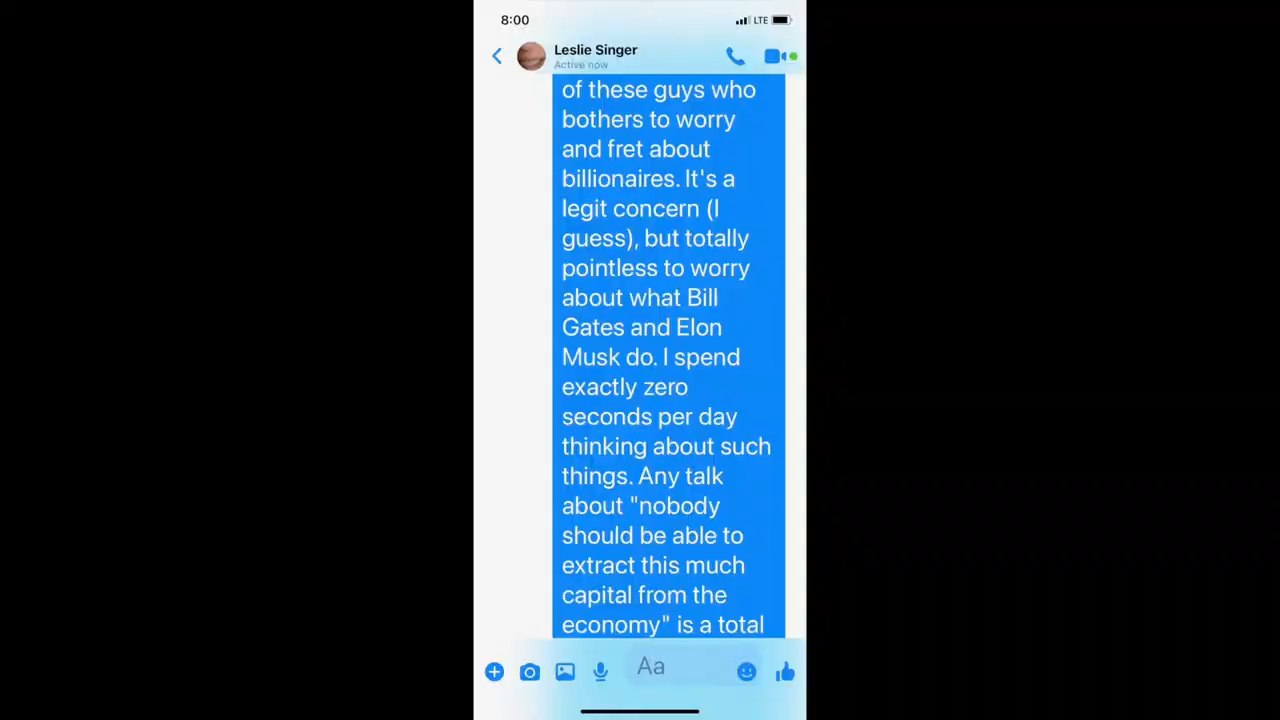 8:00
LTE
Leslie Singer
Active now
of these guys who
bothers to worry
and fret about
billionaires. It's a
legit concern (I
guess), but totally
pointless to worry
about what Bill
Gates and Elon
Musk do. I spend
exactly zero
seconds per day
thinking about such
things. Any talk
about "nobody
should be able to
extract this much
capital from the
economy" is a total
Aa